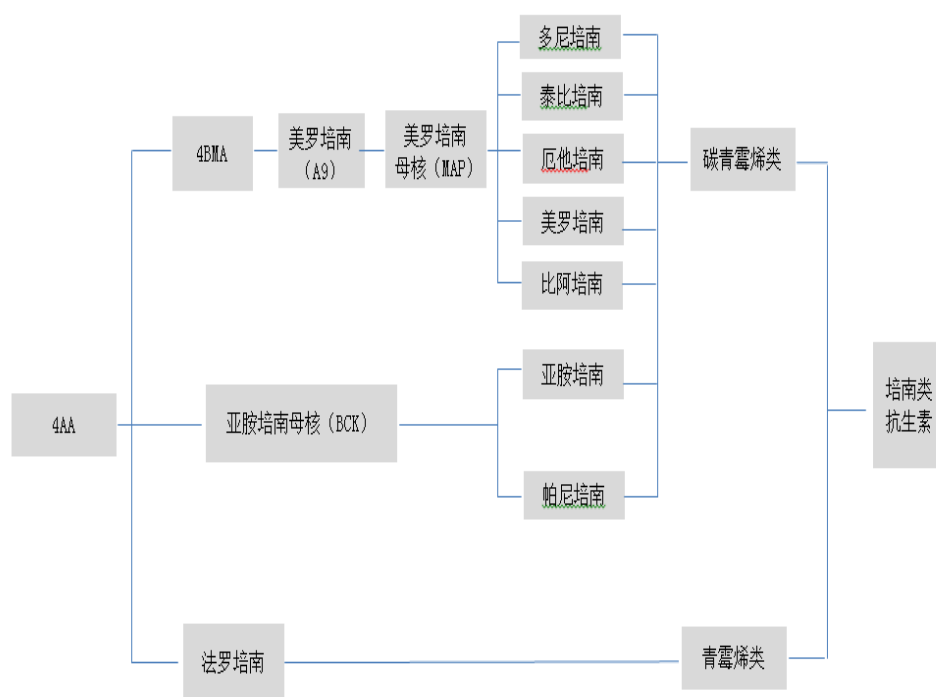 多尼培南
泰比培南
4BMA
美罗培南
（A9）
美罗培南
母核（MAP）
厄他培南
碳青霉烯类
美罗培南
比阿培南
亚胺培南
培南类
抗生素
4AA
亚胺培南母核（BCK）
帕尼培南
法罗培南
青霉烯类